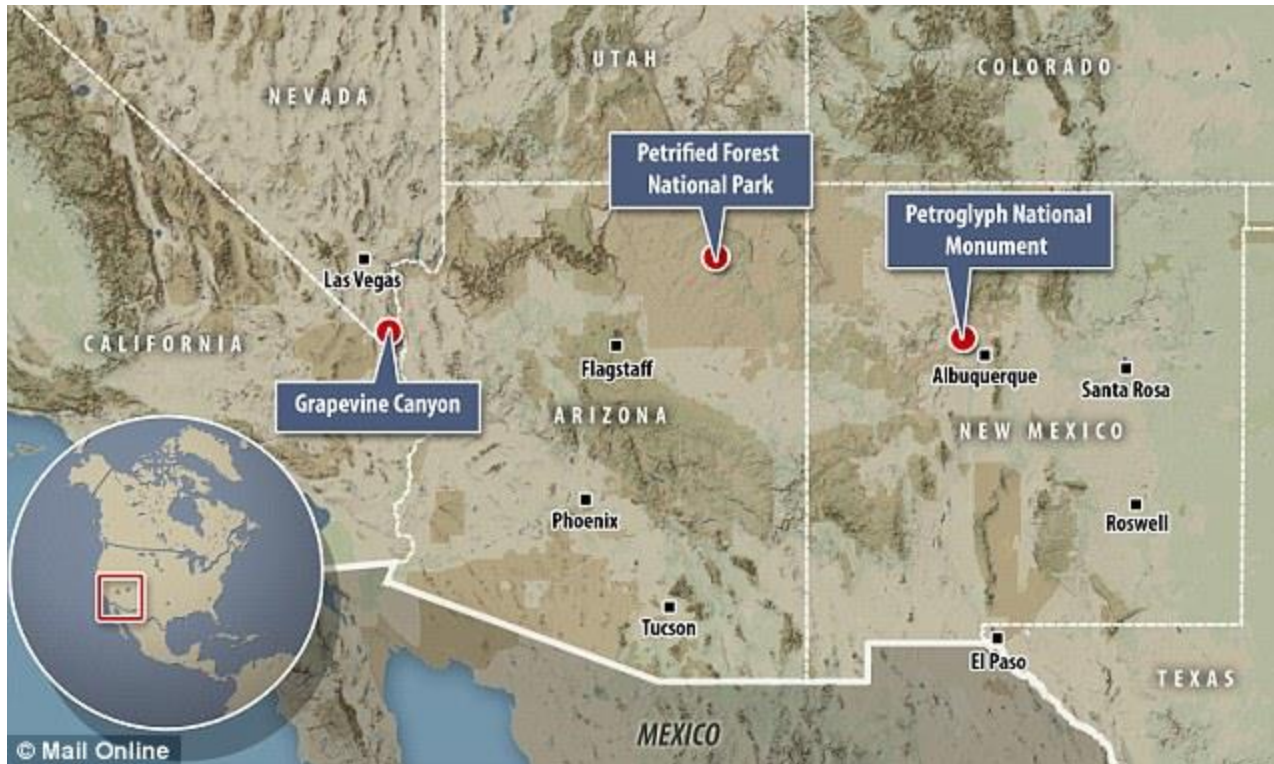 UTAH
COLORADO
NEVADA
Petrified Forest
National Park
Petroglyph National
Monument
Las Vegas
CALIFORNIA
Flagstaff
Albuquerque
Santa Rosa
Grapevine Canyon
ARIZONA
NEW MEXICO
Phoenix
Roswell
Tucson
El Paso
TEXAS
MEXICO
© Mail Online